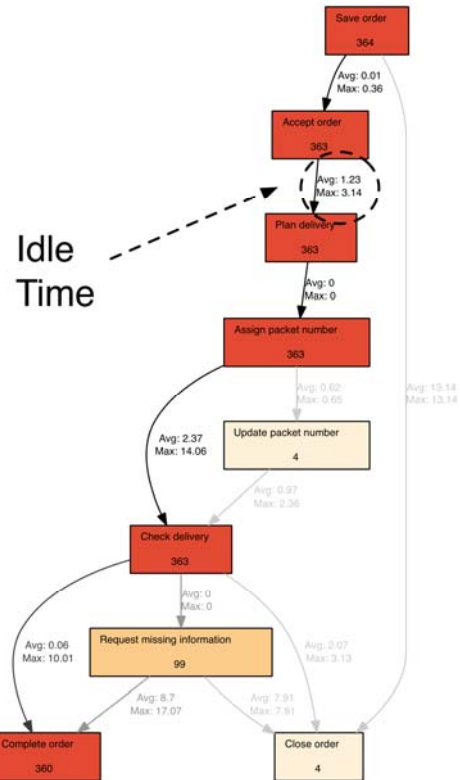 Save order
364
Avg: 0.01
Max: 0.36
Accept order
363
Avg: 1.23
Max: 3.14
Idle
Time
Plan delivery
363
Avg: 0
Max: 0
Assign packet number
363
Avg: 0.62
Max: 0.65
Avg: 13.14
Max: 13.14
Avg: 2.37
Max: 14.06
Update packet number
4
Avg: 0.97
Max: 2.36
Check delivery
363
Avg: 0
Max: 0
Avg: 0.06
Max: 10.01
Request missing information
99
Avg: 2.07
Max: 3.13
Avg: 8.7
Max: 17.07
Avg: 7.91
Max: 7.91
Complete order
360
Close order
4